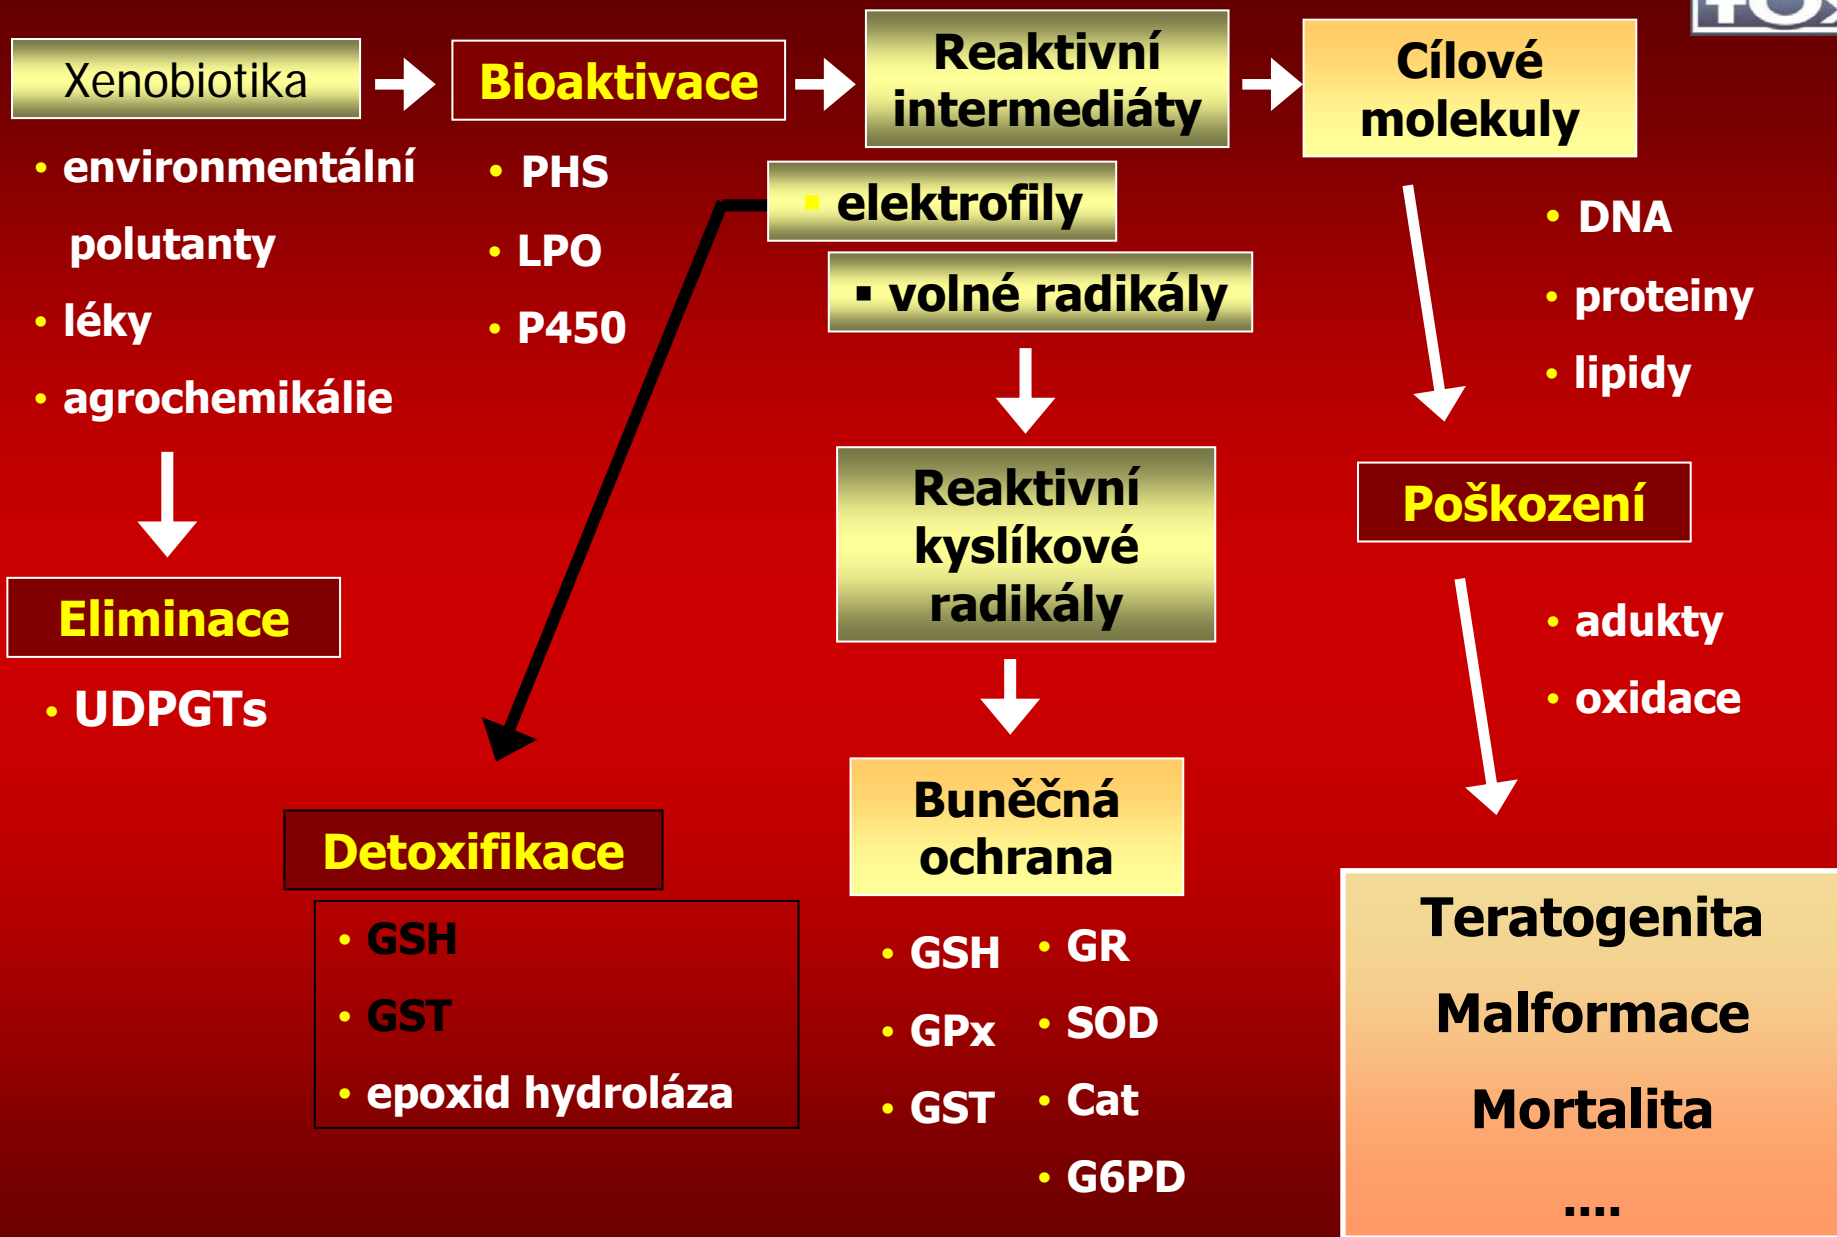 Xenobiotika
• environmentální
polutanty
• léky
• agrochemikálie
Eliminace
• UDPGTs
Bioaktivace
• PHS
• LPO
• P450
Reaktivní
intermediáty
▪ elektrofily
▪ volné radikály
Reaktivní
kyslíkové
radikály
Detoxifikace
• GSH
• GST
• epoxid hydroláza
Buněčná
ochrana
• GSH
• GPx
• GST
• GR
• SOD
• Cat
• G6PD
Cílové
molekuly
• DNA
• proteiny
• lipidy
Poškození
• adukty
• oxidace
Teratogenita
Malformace
Mortalita
....